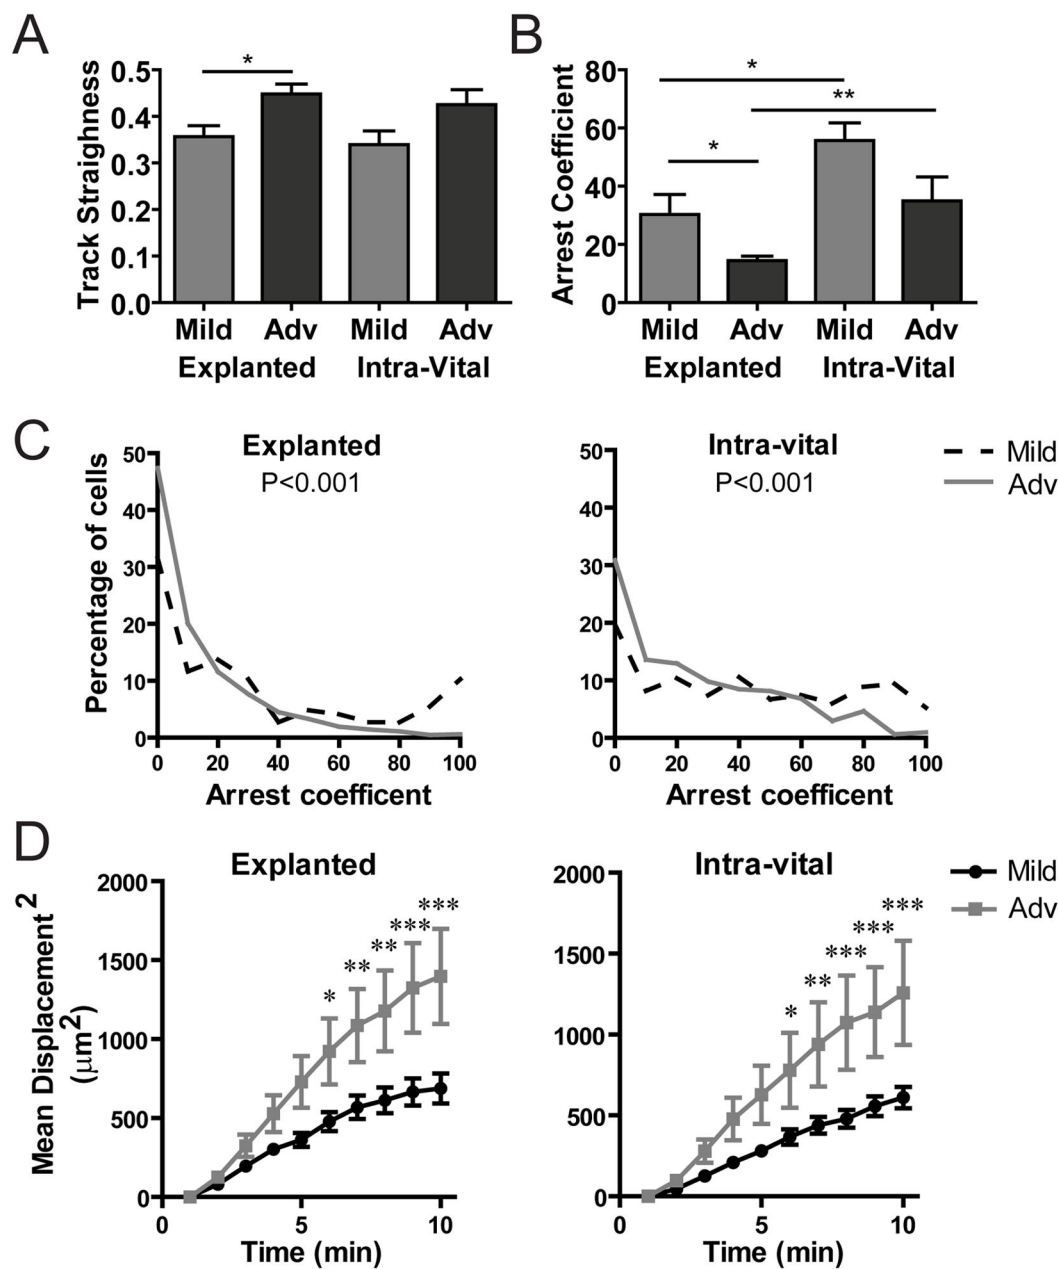 A
Track Straighness
0.5
0.4
0.3
0.2
0.1
0.0
*
Mild Adv Mild Adv
Explanted Intra-Vital
B
Arrest Coefficient
80
60
40
20
0
*
**
*
Mild Adv Mild Adv
Explanted Intra-Vital
C
Explanted
P<0.001
Percentage of cells
50
40
30
20
10
0
0 20 40 60 80 100
Arrest coefficent
Intra-vital
P<0.001
50
40
30
20
10
0
0 20 40 60 80 100
Arrest coefficent
Mild
Adv
D
Explanted
Mean Displacement2
(μm2)
2000
1500
1000
500
0
* ** ** *** ***
0 5 10
Time (min)
Intra-vital
2000
1500
1000
500
0
* ** *** *** ***
0 5 10
Time (min)
Mild
Adv